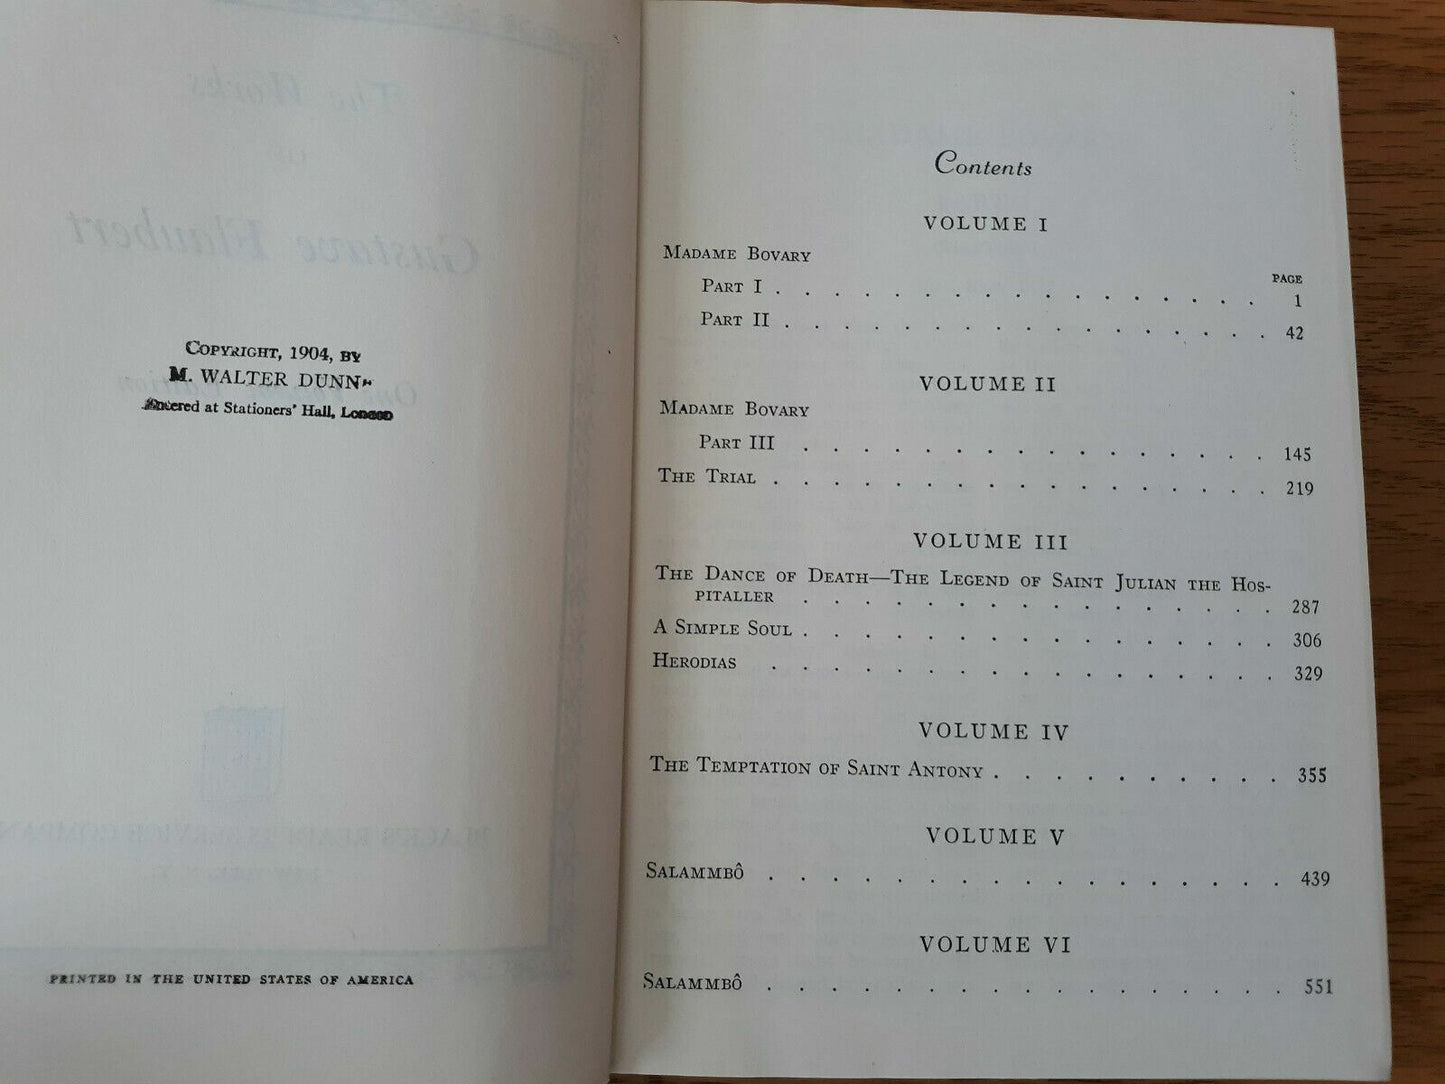 COPYRIGHT, 1904, BY
M. WALTER DUNN
Entered at Stationers' Hall, London
PRINTED IN THE UNITED STATES OF AMERICA
Contents
VOLUME I
MADAME BOVARY
PAGE
PART I . . . . . . . . . . . . . . . . . 1
PART II . . . . . . . . . . . . . . . . . 42
VOLUME II
MADAME BOVARY
PART III . . . . . . . . . . . . . . . . 145
THE TRIAL . . . . . . . . . . . . . . . . . 219
VOLUME III
THE DANCE OF DEATH—THE LEGEND OF SAINT JULIAN THE HOS-
PITALLER . . . . . . . . . . . . . . . . 287
A SIMPLE SOUL . . . . . . . . . . . . . . . . 306
HERODIAS . . . . . . . . . . . . . . . . . 329
VOLUME IV
THE TEMPTATION OF SAINT ANTONY . . . . . . . . . . 355
VOLUME V
SALAMMBÔ . . . . . . . . . . . . . . . . . 439
VOLUME VI
SALAMMBÔ . . . . . . . . . . . . . . . . . 551